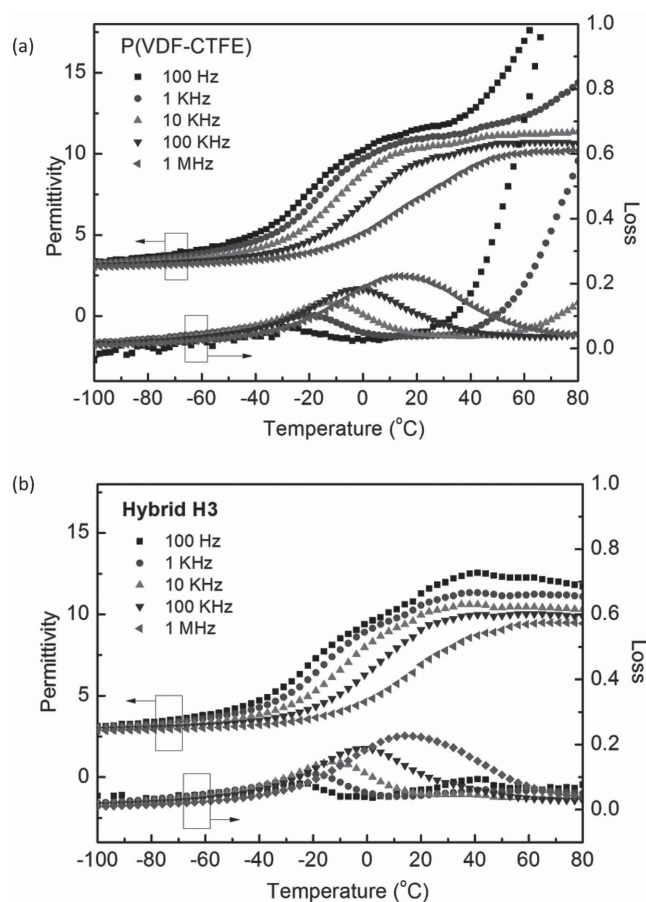 (a)
P(VDF-CTFE)
100 Hz
1 KHz
10 KHz
100 KHz
1 MHz
Permittivity
15
10
5
0
Loss
1.0
0.8
0.6
0.4
0.2
0.0
-100 -80 -60 -40 -20 0 20 40 60 80
Temperature (°C)
(b)
Hybrid H3
100 Hz
1 KHz
10 KHz
100 KHz
1 MHz
Permittivity
15
10
5
0
Loss
1.0
0.8
0.6
0.4
0.2
0.0
-100 -80 -60 -40 -20 0 20 40 60 80
Temperature (°C)